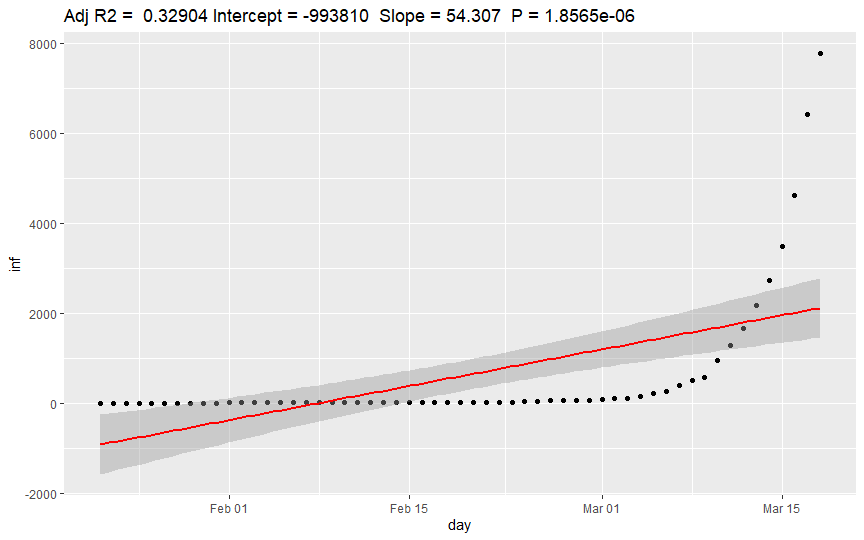 Adj R2 =  0.32904 Intercept = -993810  Slope = 54.307  P = 1.8565e-06
8000
6000
4000
2000
0
-2000
inf
Feb 01
Feb 15
Mar 01
Mar 15
day